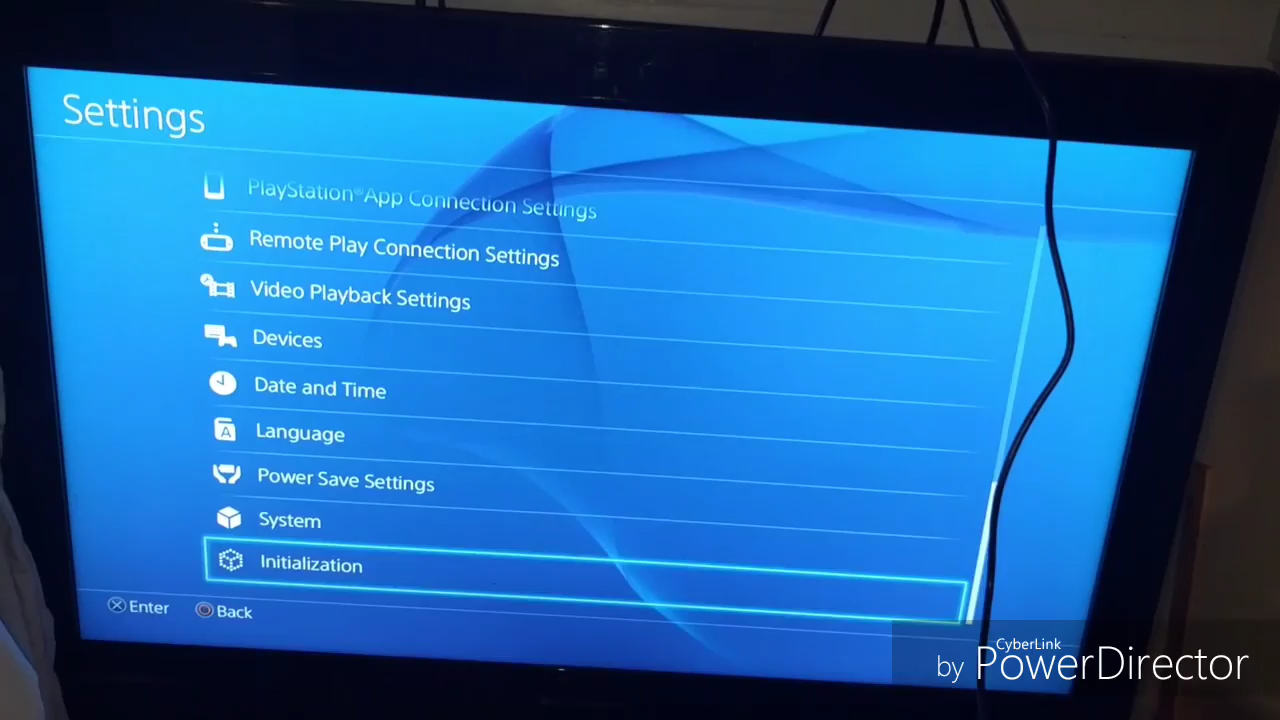 Settings
PlayStation®App Connection Settings
Remote Play Connection Settings
Video Playback Settings
Devices
Date and Time
Language
Power Save Settings
System
Initialization
Enter Back
CyberLink
by PowerDirector